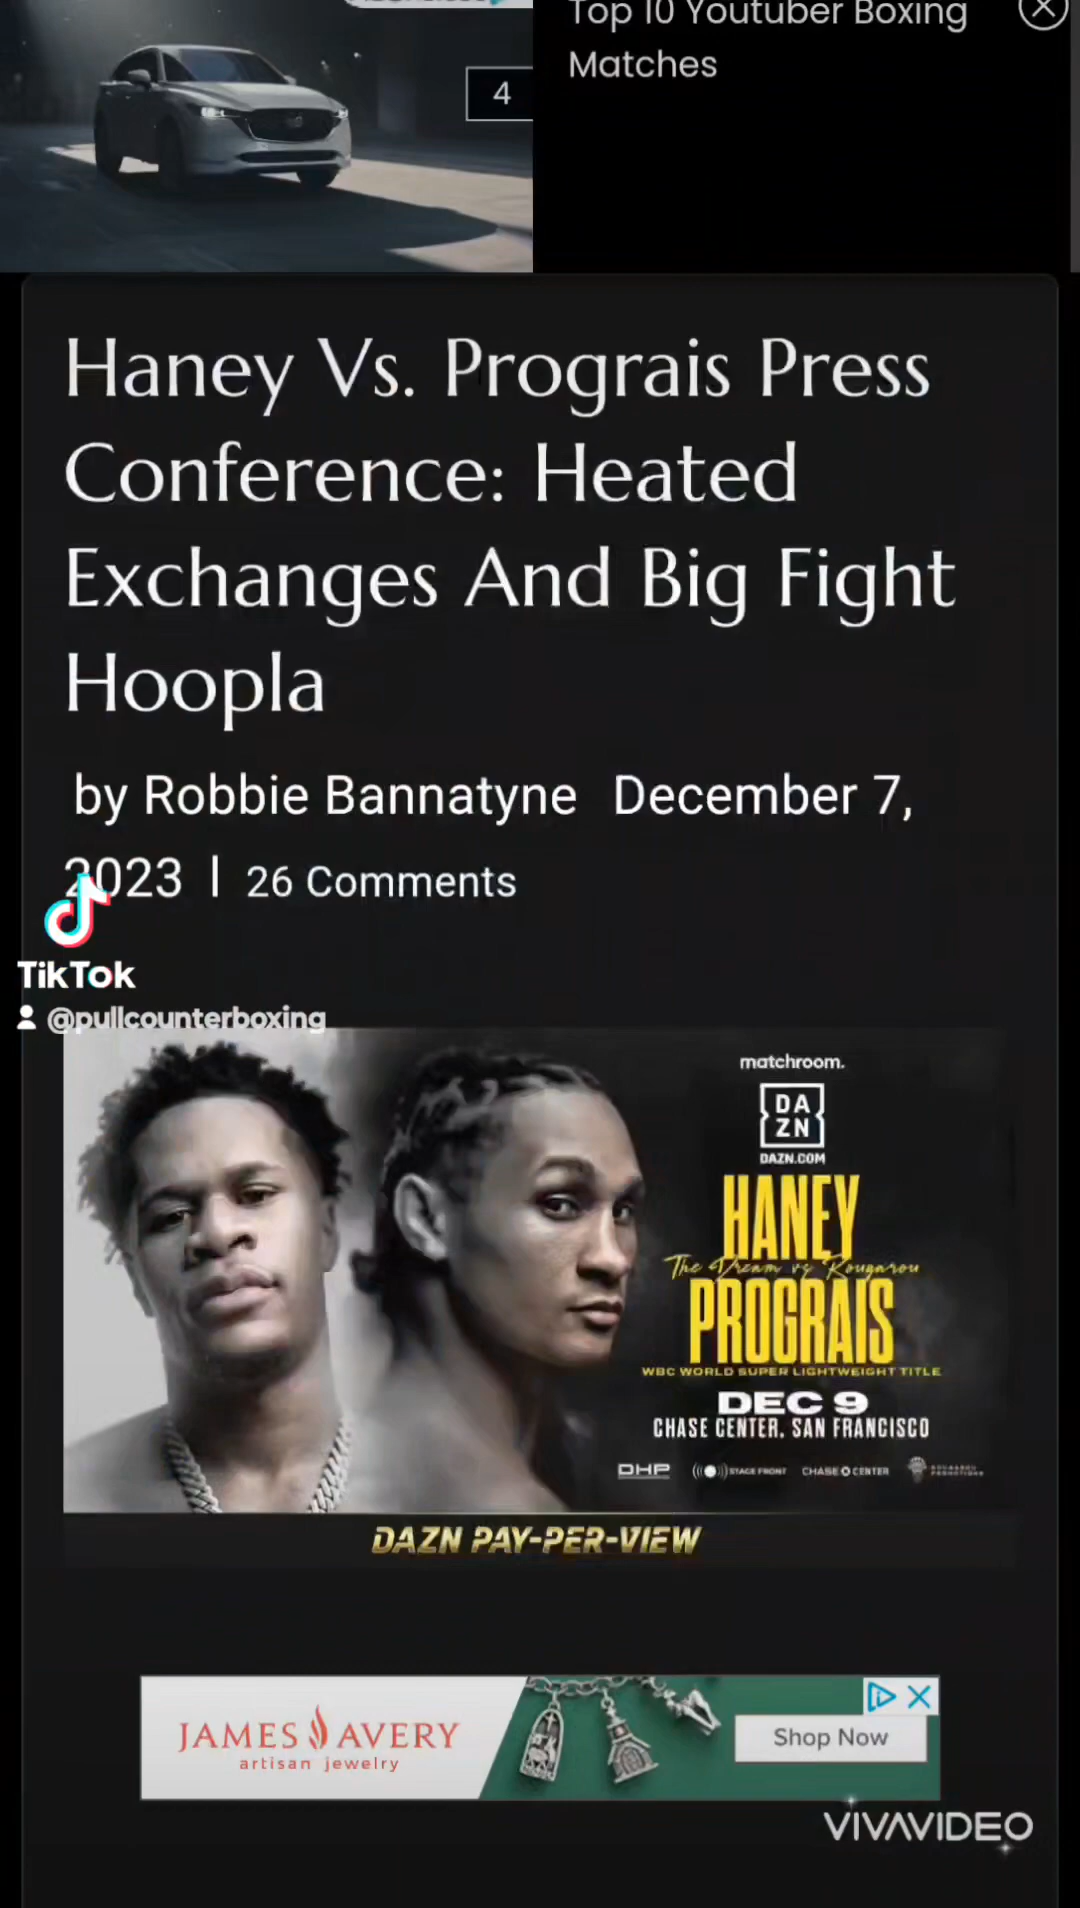 Top 10 Youtuber Boxing
Matches
4
Haney Vs. Prograis Press
Conference: Heated
Exchanges And Big Fight
Hoopla
by Robbie Bannatyne December 7,
2023 | 26 Comments
TikTok
@pullcounterboxing
matchroom.
DA
ZN
DAZN.COM
HANEY
The Dream vs Rougarou
PROGRAIS
WBC WORLD SUPER LIGHTWEIGHT TITLE
DEC 9
CHASE CENTER, SAN FRANCISCO
DHP STAGE FRONT CHASE CENTER
DAZN PAY-PER-VIEW
JAMES AVERY
artisan jewelry
Shop Now
VIVAVIDEO